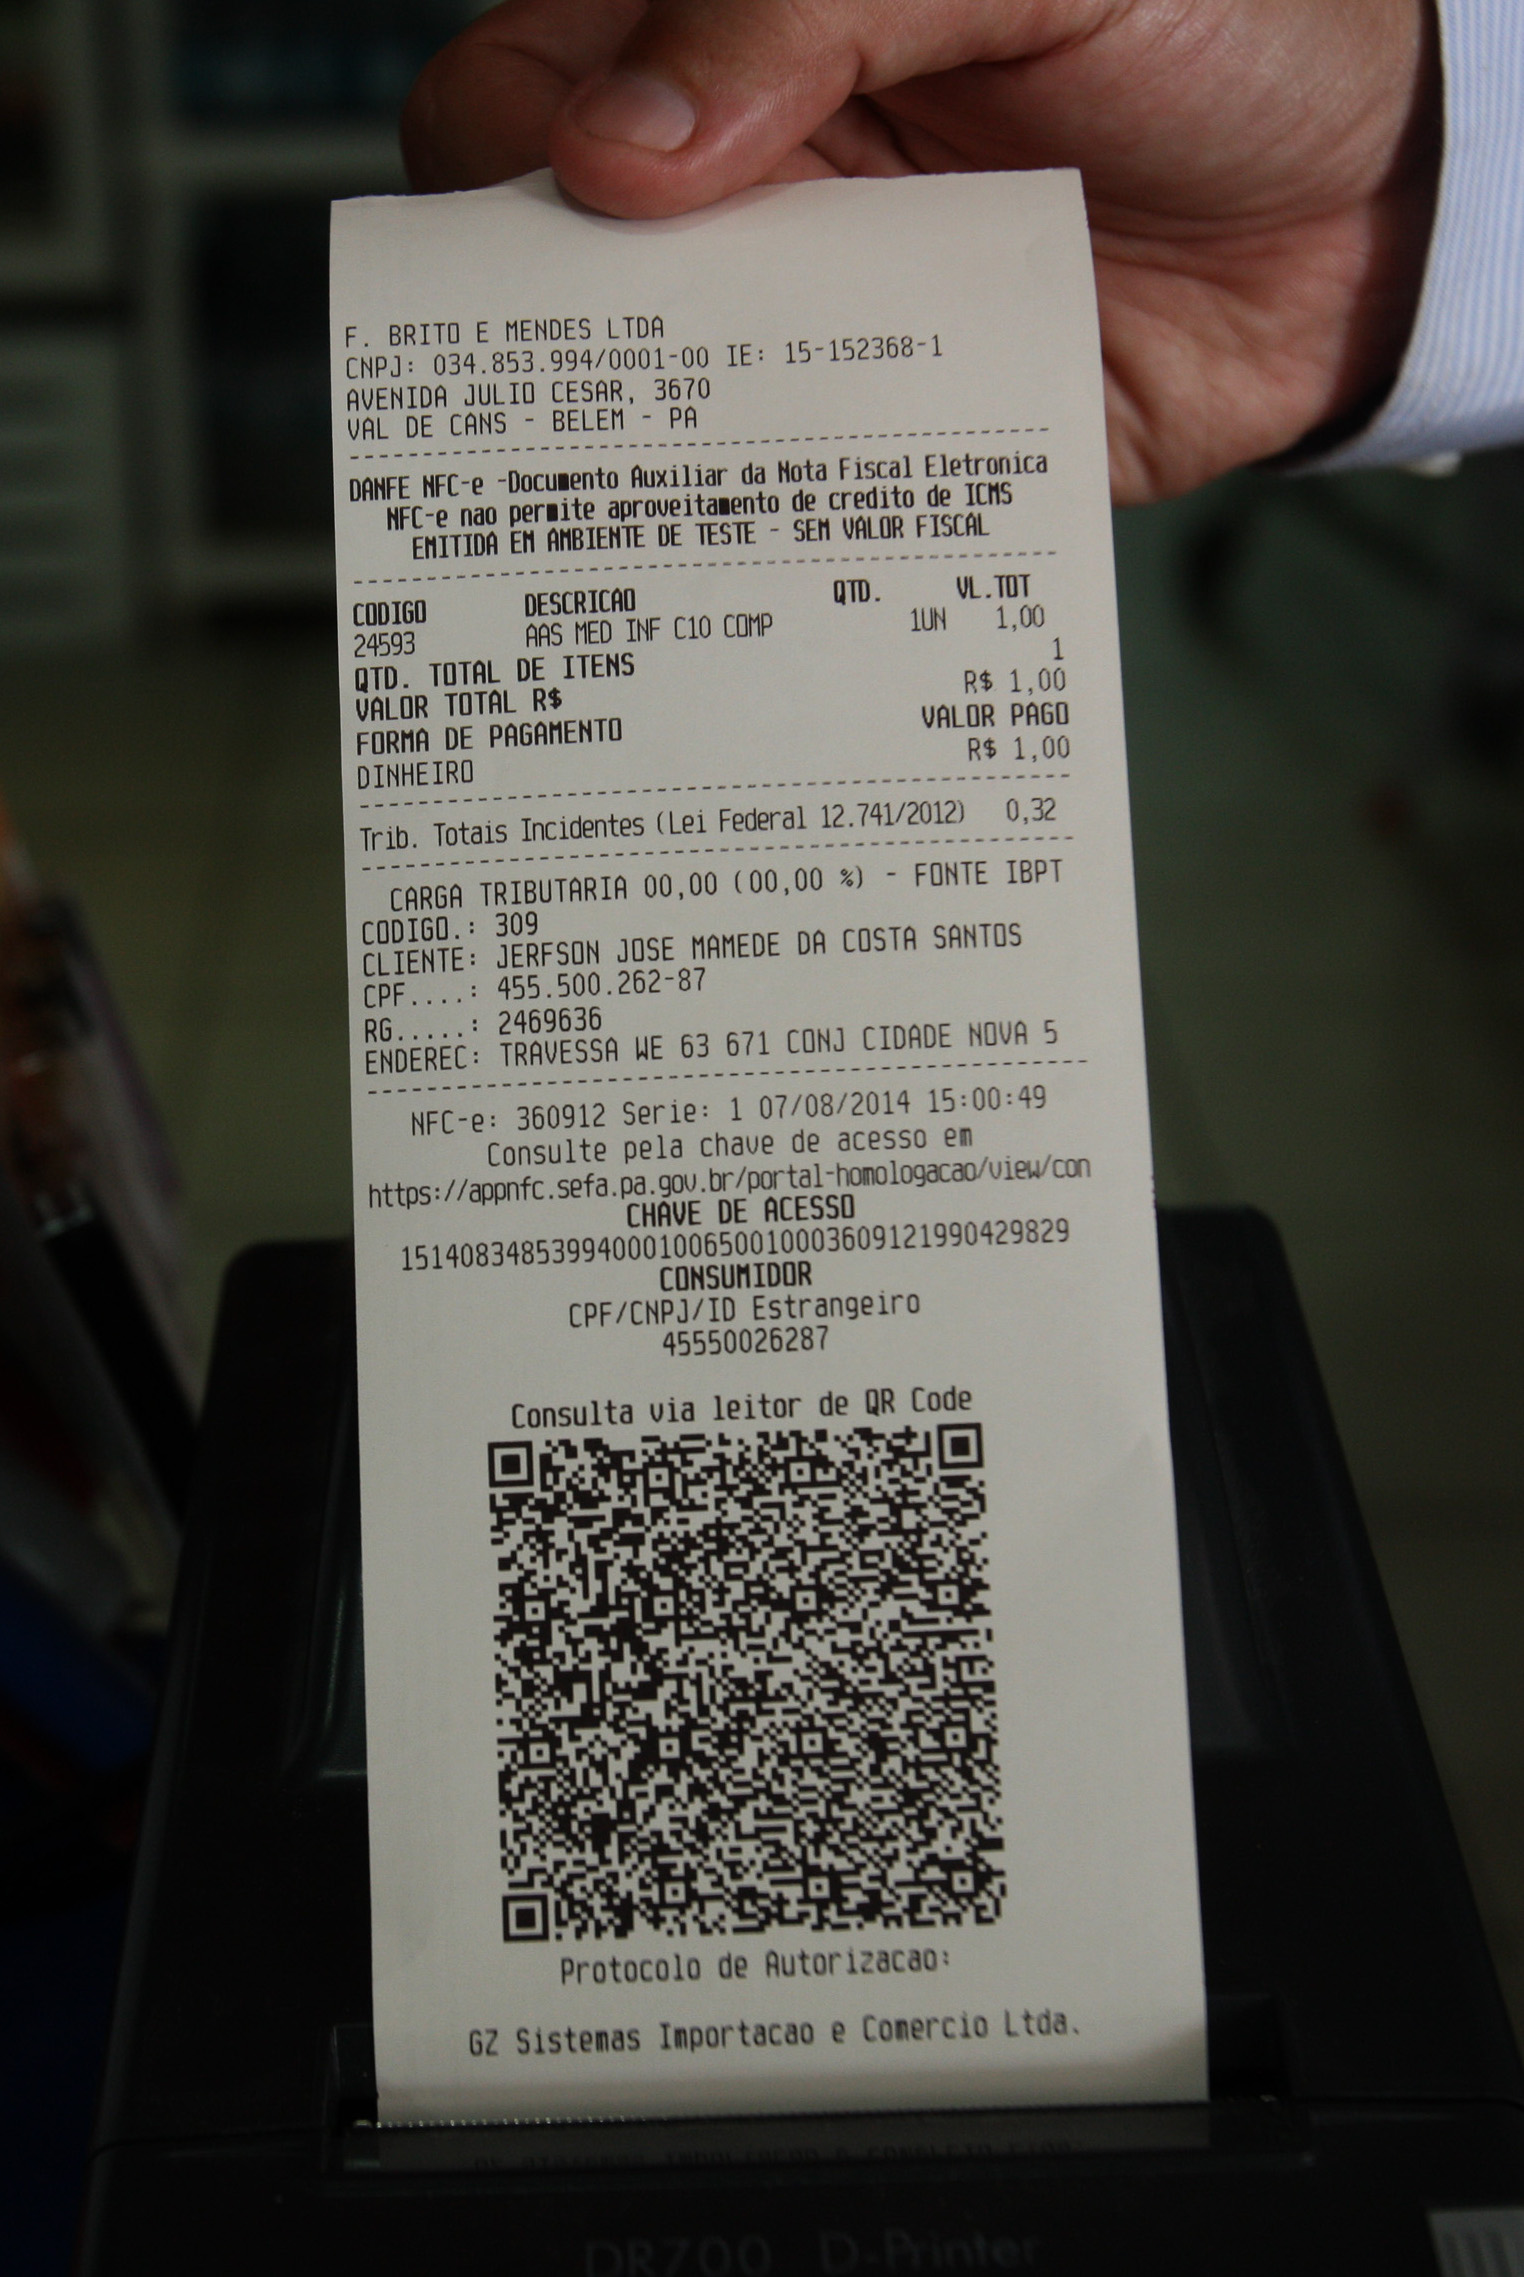 F. BRITO E MENDES LTDA
CNPJ: 034.853.994/0001-00 IE: 15-152368-1
AVENIDA JULIO CESAR, 3670
VAL DE CANS - BELEM - PA
DANFE NFC-e -Documento Auxiliar da Nota Fiscal Eletronica
NFC-e nao permite aproveitamento de credito de ICMS
EMITIDA EM AMBIENTE DE TESTE - SEM VALOR FISCAL
CODIGO DESCRICAO QTD. VL.TOT
24593 AAS MED INF C10 COMP 1UN 1,00
QTD. TOTAL DE ITENS 1
VALOR TOTAL R$ R$ 1,00
FORMA DE PAGAMENTO VALOR PAGO
DINHEIRO R$ 1,00
Trib. Totais Incidentes (Lei Federal 12.741/2012) 0,32
CARGA TRIBUTARIA 00,00 (00,00 %) - FONTE IBPT
CODIGO.: 309
CLIENTE: JERFSON JOSE MAMEDE DA COSTA SANTOS
CPF....: 455.500.262-87
RG.....: 2469636
ENDEREC: TRAVESSA WE 63 671 CONJ CIDADE NOVA 5
NFC-e: 360912 Serie: 1 07/08/2014 15:00:49
Consulte pela chave de acesso em
https://appnfc.sefa.pa.gov.br/portal-homologacao/view/con
CHAVE DE ACESSO
15140834853994000100650010003609121990429829
CONSUMIDOR
CPF/CNPJ/ID Estrangeiro
45550026287
Consulta via leitor de QR Code
Protocolo de Autorizacao:
GZ Sistemas Importacao e Comercio Ltda.
DR700 D-Printer